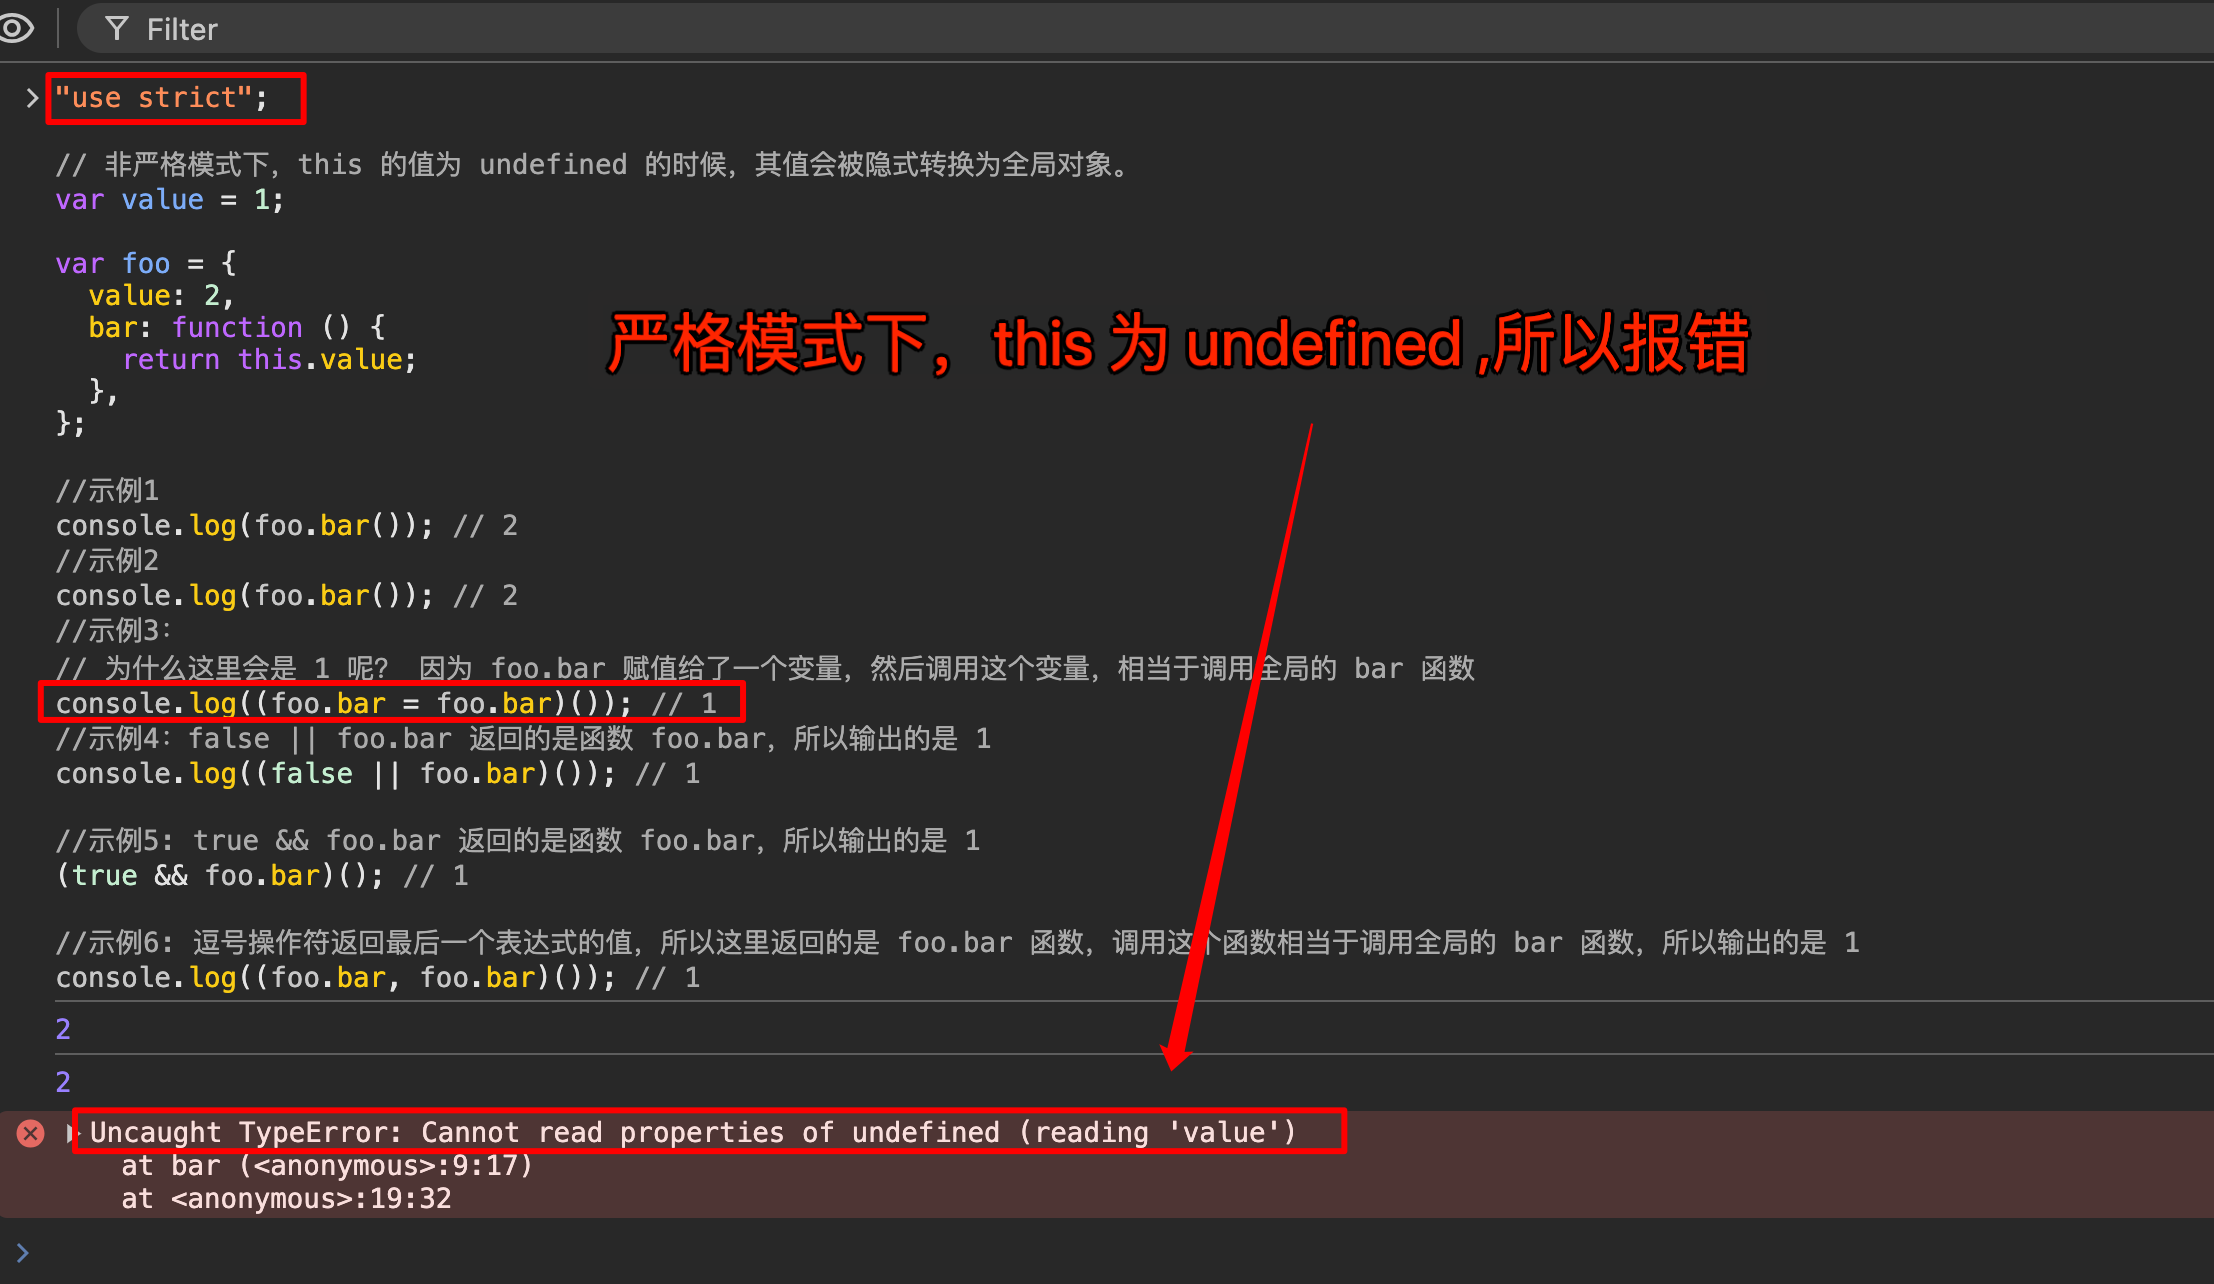 Filter
"use strict";
// 非严格模式下，this 的值为 undefined 的时候，其值会被隐式转换为全局对象。
var value = 1;
var foo = {
  value: 2,
  bar: function () {
    return this.value;
  },
};
严格模式下，this 为 undefined ,所以报错
//示例1
console.log(foo.bar()); // 2
//示例2
console.log(foo.bar()); // 2
//示例3：
// 为什么这里会是 1 呢？ 因为 foo.bar 赋值给了一个变量，然后调用这个变量，相当于调用全局的 bar 函数
console.log((foo.bar = foo.bar)()); // 1
//示例4：false || foo.bar 返回的是函数 foo.bar，所以输出的是 1
console.log((false || foo.bar)()); // 1
//示例5：true && foo.bar 返回的是函数 foo.bar，所以输出的是 1
(true && foo.bar)(); // 1
//示例6：逗号操作符返回最后一个表达式的值，所以这里返回的是 foo.bar 函数，调用这个函数相当于调用全局的 bar 函数，所以输出的是 1
console.log((foo.bar, foo.bar)()); // 1
2
2
Uncaught TypeError: Cannot read properties of undefined (reading 'value')
    at bar (<anonymous>:9:17)
    at <anonymous>:19:32